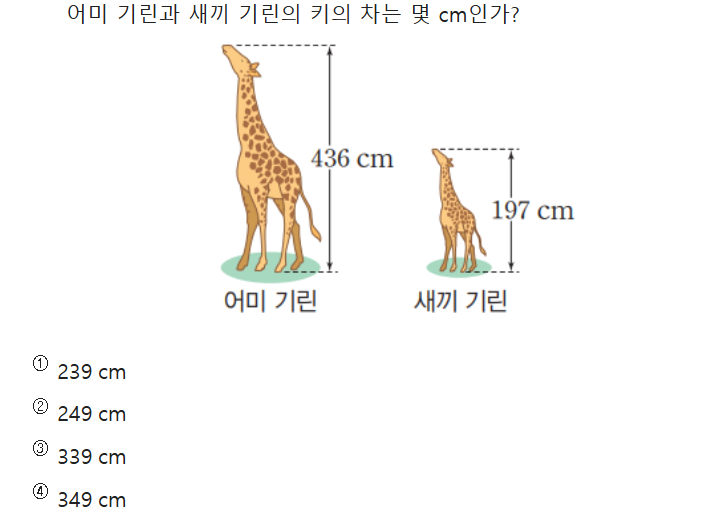 어미 기린과 새끼 기린의 키의 차는 몇 cm인가?
436 cm
197 cm
어미 기린
새끼 기린
① 239 cm
② 249 cm
③ 339 cm
④ 349 cm